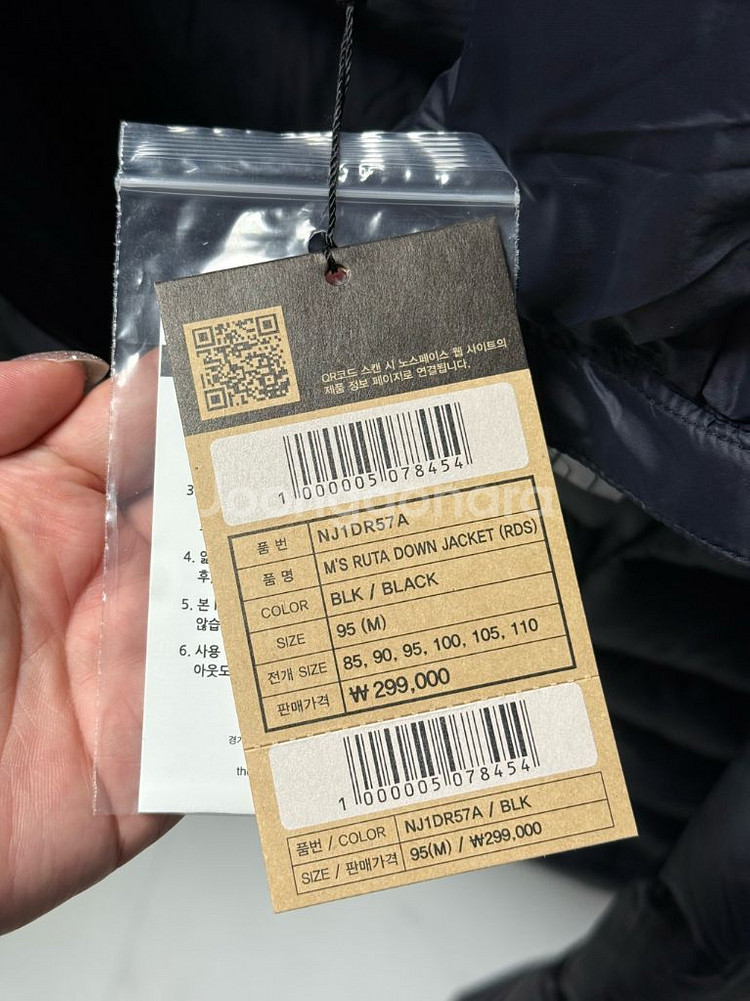 QR코드 스캔 시 노스페이스 웹 사이트의
제품 정보 페이지로 연결됩니다.
1 000005 078454
품 번 NJ1DR57A
품 명 M'S RUTA DOWN JACKET (RDS)
COLOR BLK / BLACK
SIZE 95 (M)
전개 SIZE 85, 90, 95, 100, 105, 110
판매가격 ₩299,000
1 000005 078454
품번 / COLOR NJ1DR57A / BLK
SIZE / 판매가격 95(M) / ₩299,000
3
4.
5. 본
않습
6. 사용
아웃도
joonggonara